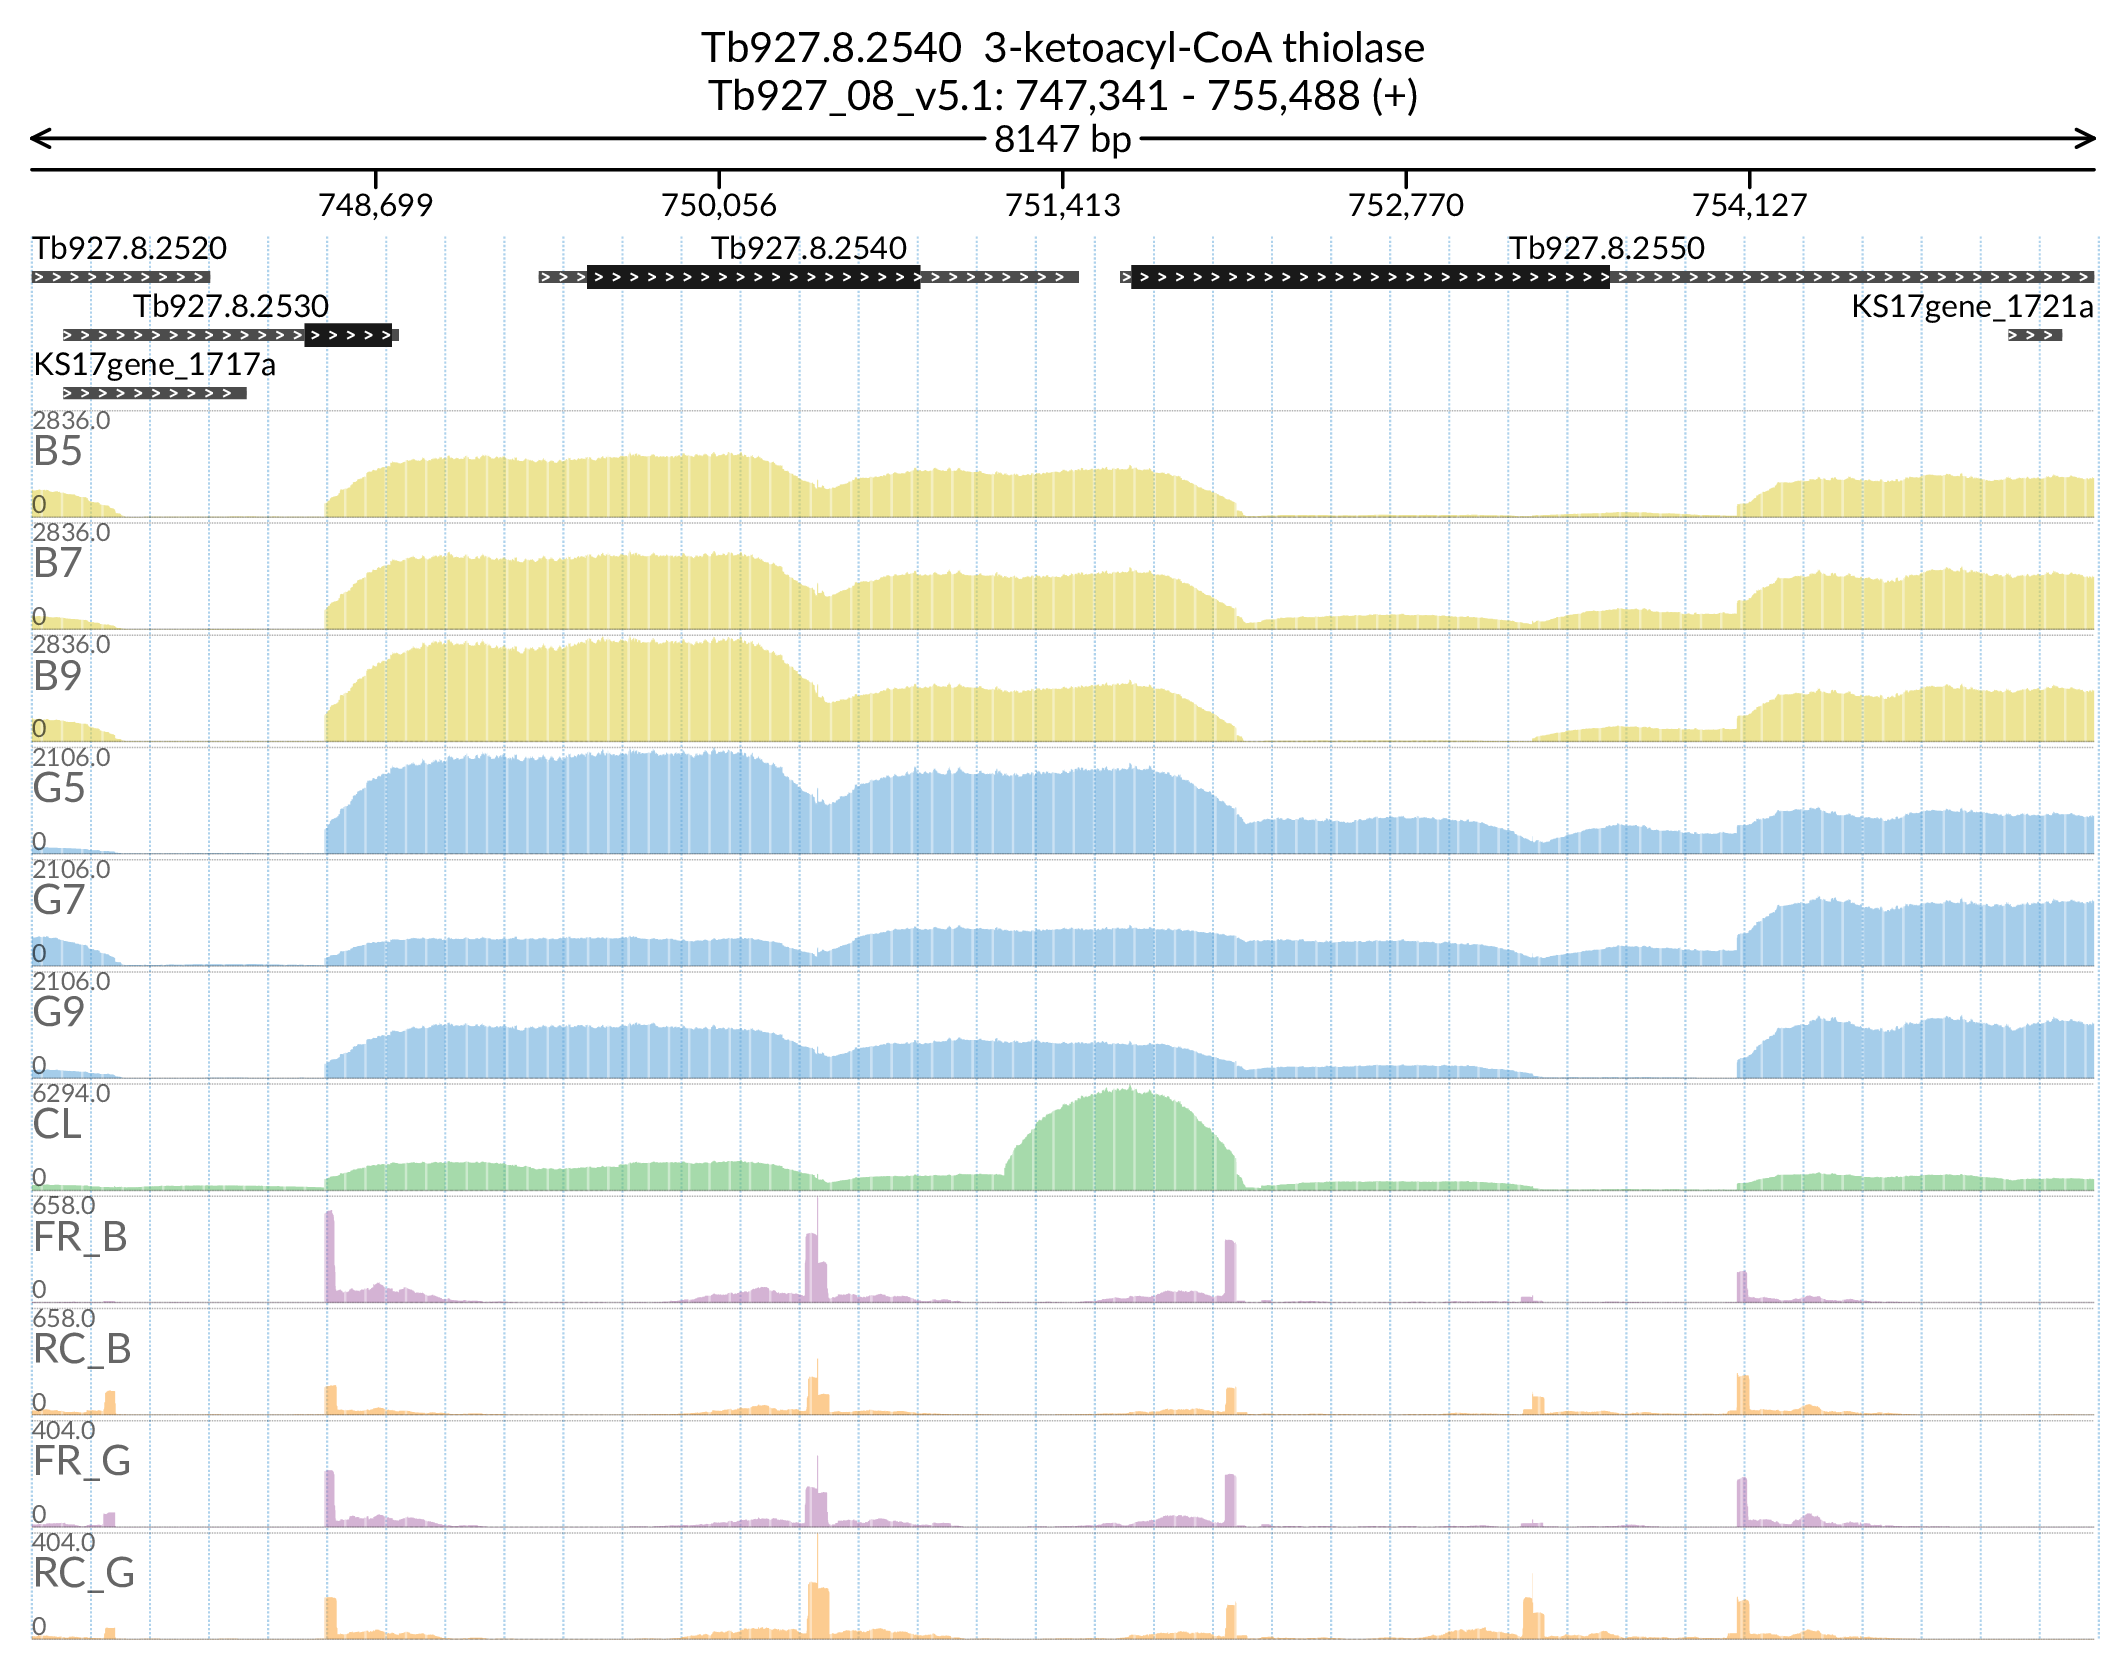 Tb927.8.2540  3-ketoacyl-CoA thiolase
Tb927_08_v5.1: 747,341 - 755,488 (+)
8147 bp
748,699 750,056 751,413 752,770 754,127
Tb927.8.2520 Tb927.8.2540 Tb927.8.2550
Tb927.8.2530 KS17gene_1721a
KS17gene_1717a
2836.0
B5
0
2836.0
B7
0
2836.0
B9
0
2106.0
G5
0
2106.0
G7
0
2106.0
G9
0
6294.0
CL
0
658.0
FR_B
0
658.0
RC_B
0
404.0
FR_G
0
404.0
RC_G
0